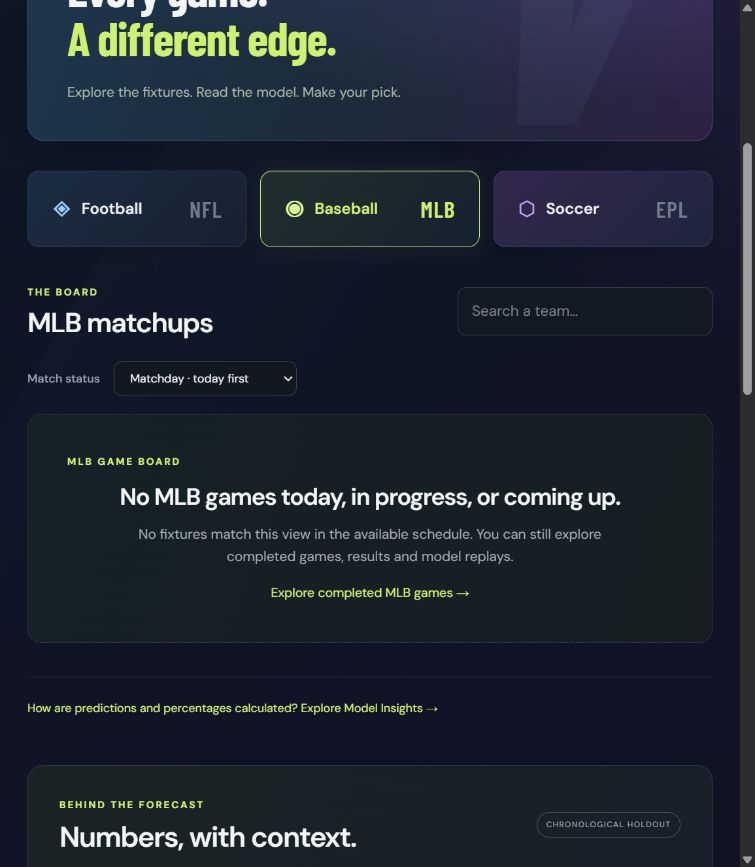 Every game.
A different edge.
Explore the fixtures. Read the model. Make your pick.
Football NFL
Baseball MLB
Soccer EPL
THE BOARD
MLB matchups
Search a team...
Match status
Matchday · today first
MLB GAME BOARD
No MLB games today, in progress, or coming up.
No fixtures match this view in the available schedule. You can still explore
completed games, results and model replays.
Explore completed MLB games →
How are predictions and percentages calculated? Explore Model Insights →
BEHIND THE FORECAST
Numbers, with context.
CHRONOLOGICAL HOLDOUT